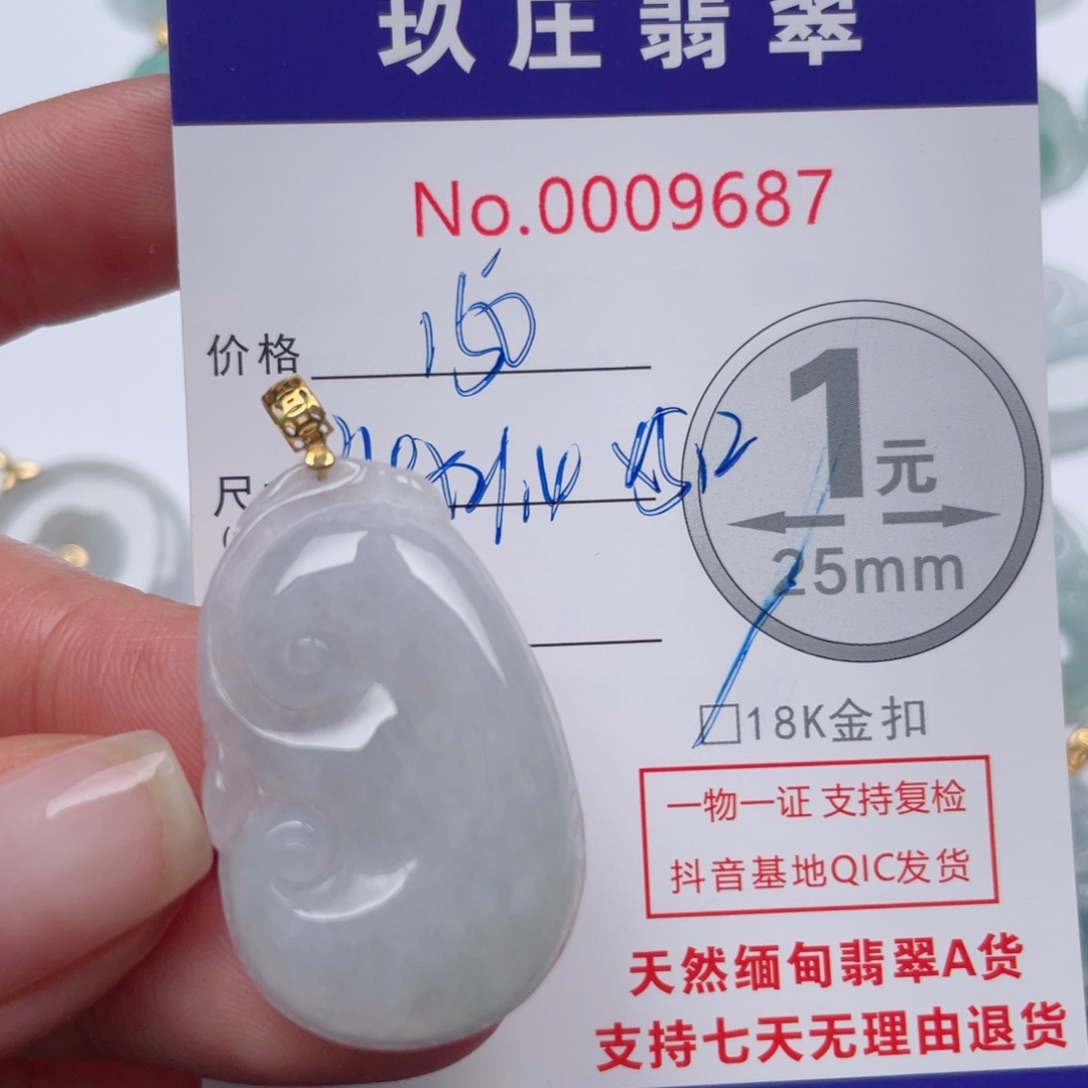 玖庄翡翠
No.0009687
价格 150
尺
1元
25mm
18K金扣
一物一证 支持复检
抖音基地QIC发货
天然缅甸翡翠A货
支持七天无理由退货